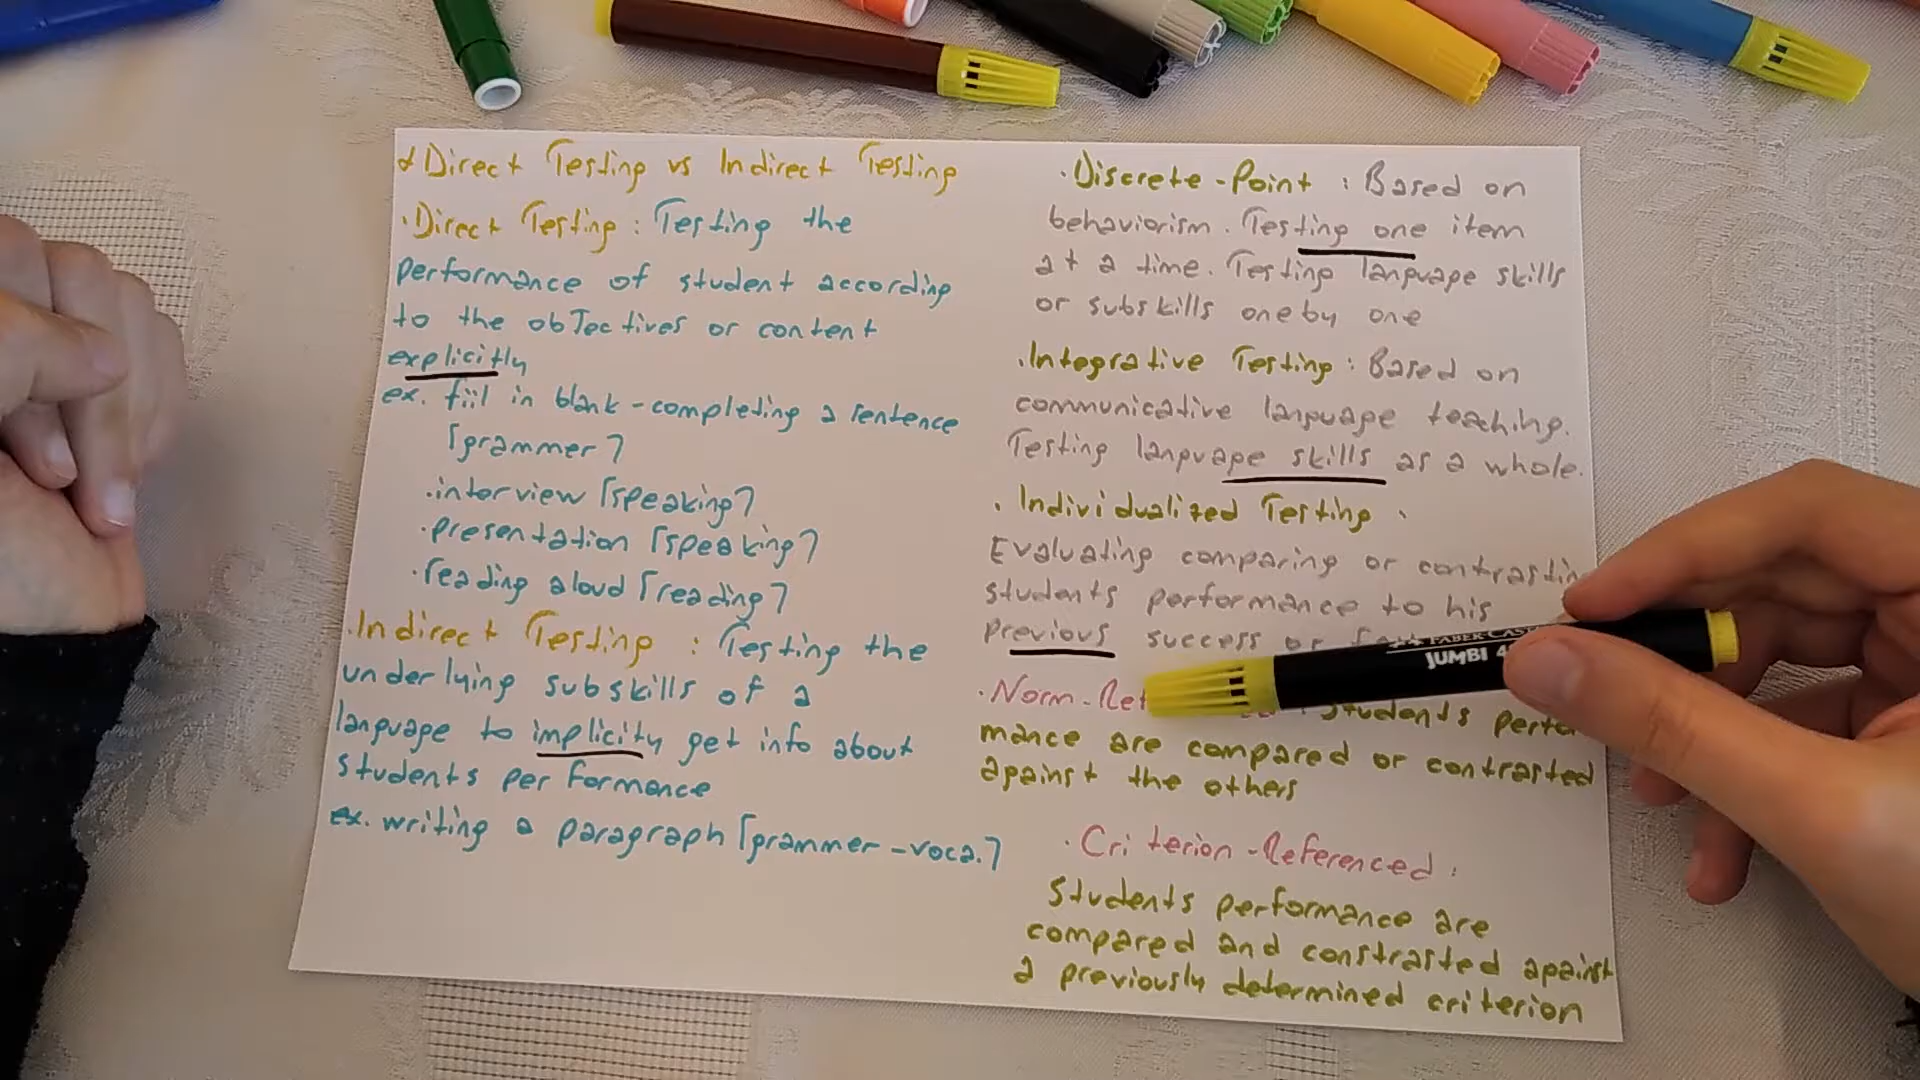 Direct Testing vs Indirect Testing
·Direct Testing : Testing the
performance of student according
to the objectives or content
explicitly
ex. fiil in blank-completing a sentence
[grammer]
·interview [speaking]
·presentation [speaking]
·reading aloud [reading]
·Indirect Testing : Testing the
underlying subskills of a
language to implicity get info about
students performance
ex. writing a paragraph [grammer-voca.]
·Discrete-Point : Based on
behaviorism. Testing one item
at a time. Testing language skills
or subskills one by one
·Integrative Testing : Based on
communicative language teaching.
Testing language skills as a whole.
·Individualized Testing :
Evaluating comparing or contrasting
students performance to his
previous success or
·Norm- students perfor
mance are compared or contrasted
against the others
·Criterion-Referenced :
Students performance are
compared and constrasted against
a previously determined criterion
FABER-CASTELL
JUMBI